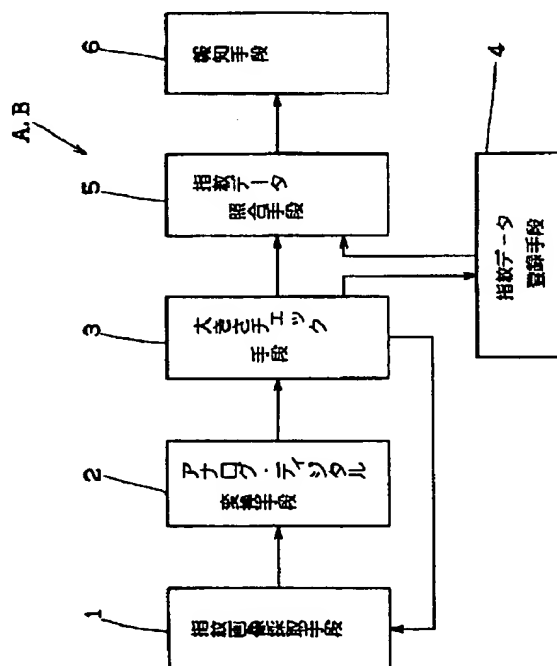 A.B
1
指紋画像採取手段
2
アナログ・ディジタル
変換手段
3
大きさチェック
手段
5
指紋データ
照合手段
6
報知手段
4
指紋データ
登録手段